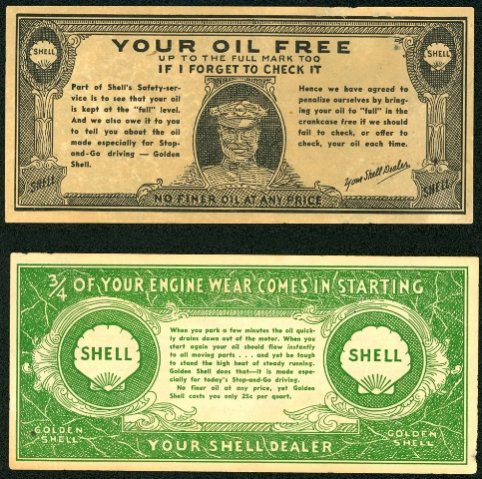 YOUR OIL FREE
UP TO THE FULL MARK TOO
IF I FORGET TO CHECK IT
SHELL
SHELL
Part of Shell's Safety-ser-
vice is to see that your oil
is kept at the "full" level.
And we also owe it to you
to tell you about the oil
made especially for Stop-
and-Go driving — Golden
Shell.
Hence we have agreed to
penalize ourselves by bring-
ing your oil to "full" in the
crankcase free if we should
fail to check, or offer to
check, your oil each time.
Your Shell Dealer
SHELL
SHELL
NO FINER OIL AT ANY PRICE
3/4 OF YOUR ENGINE WEAR COMES IN STARTING
When you park a few minutes the oil quick-
ly drains down out of the motor. When you
start again your oil should flow instantly
to all moving parts . . . and yet be tough
to stand the high heat of steady running.
Golden Shell does that—it is made espe-
cially for today's Stop-and-Go driving.
No finer oil at any price, yet Golden
Shell costs you only 25c per quart.
SHELL
SHELL
GOLDEN
SHELL
GOLDEN
SHELL
YOUR SHELL DEALER